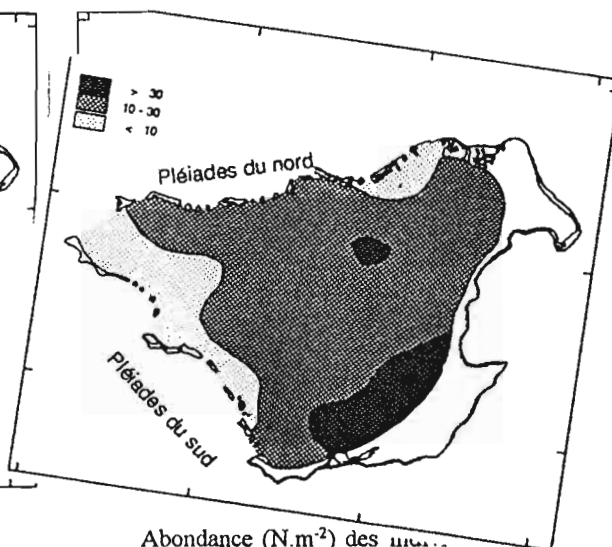 > 30
10 - 30
< 10
Pléiades du nord
Pléiades du sud
Abondance (N.m-2) des